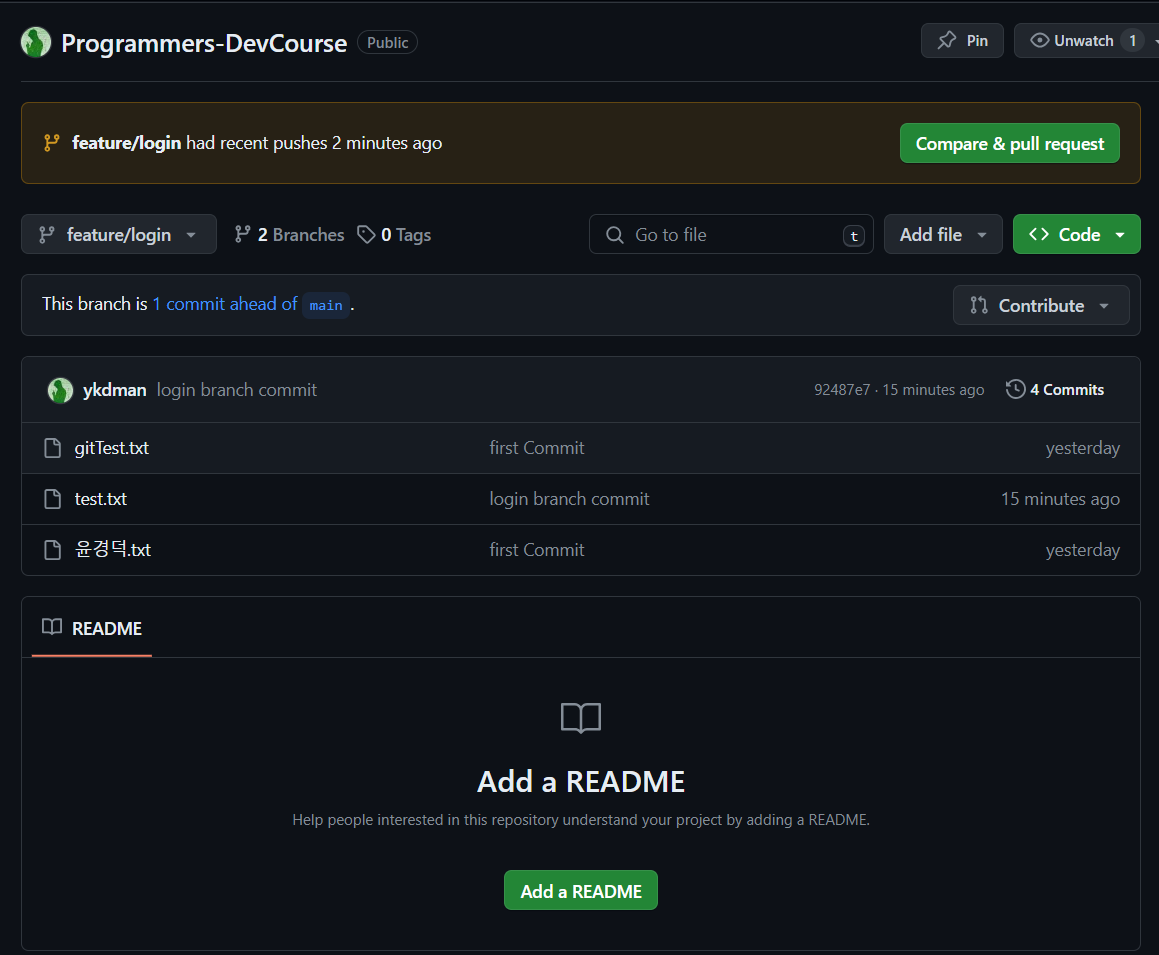 Programmers-DevCourse Public Pin Unwatch 1
feature/login had recent pushes 2 minutes ago Compare & pull request
feature/login 2 Branches 0 Tags Go to file t Add file <> Code
This branch is 1 commit ahead of main . Contribute
ykdman login branch commit 92487e7 · 15 minutes ago 4 Commits
gitTest.txt first Commit yesterday
test.txt login branch commit 15 minutes ago
윤경덕.txt first Commit yesterday
README
Add a README
Help people interested in this repository understand your project by adding a README.
Add a README